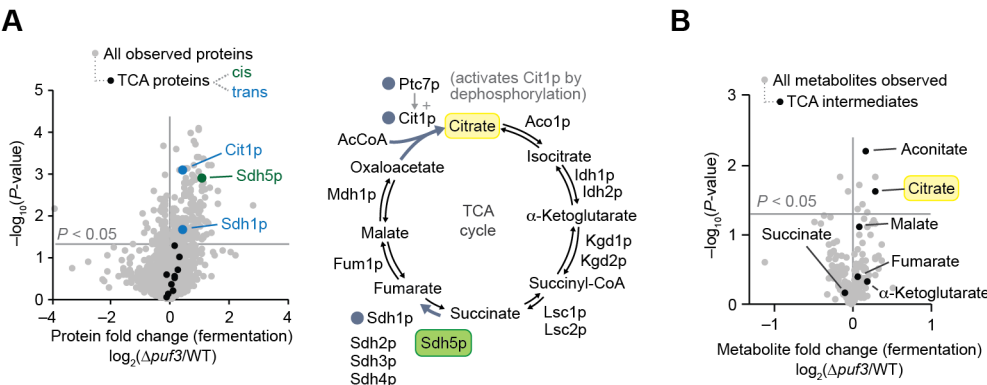 A
All observed proteins
TCA proteins
cis
trans
5
4
3
2
1
0
–log10(P-value)
Cit1p
Sdh5p
Sdh1p
P < 0.05
–4
–2
0
2
4
Protein fold change (fermentation)
log2(Δpuf3/WT)
Ptc7p
(activates Cit1p by
dephosphorylation)
+
Cit1p
AcCoA
Citrate
Aco1p
Oxaloacetate
Isocitrate
Idh1p
Idh2p
Mdh1p
TCA
cycle
α-Ketoglutarate
Malate
Kgd1p
Kgd2p
Fum1p
Succinyl-CoA
Fumarate
Succinate
Lsc1p
Lsc2p
Sdh1p
Sdh5p
Sdh2p
Sdh3p
Sdh4p
B
All metabolites observed
TCA intermediates
3
2
1
0
–log10(P-value)
Aconitate
Citrate
P < 0.05
Malate
Succinate
Fumarate
α-Ketoglutarate
–1
0
1
Metabolite fold change (fermentation)
log2(Δpuf3/WT)